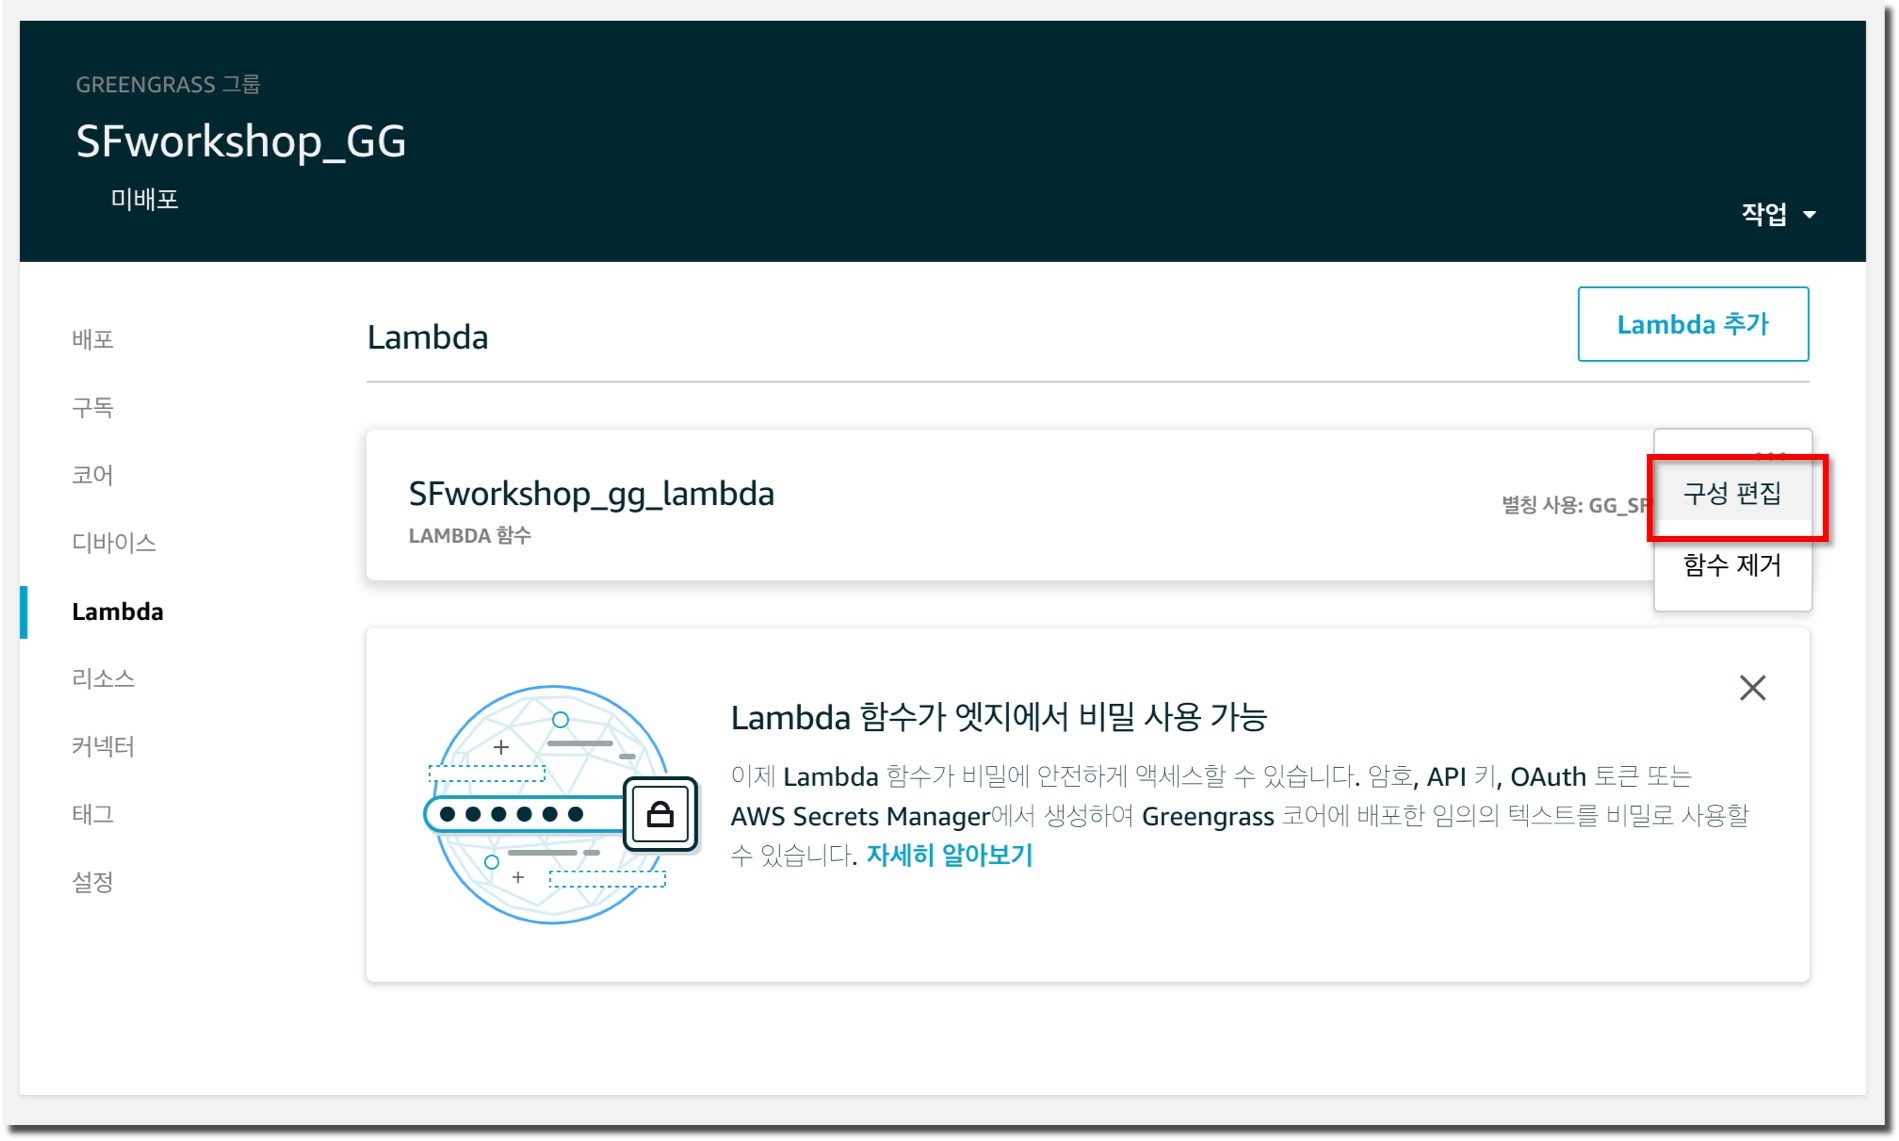 GREENGRASS 그룹
SFworkshop_GG
미배포
작업
배포
구독
코어
디바이스
Lambda
리소스
커넥터
태그
설정
Lambda
Lambda 추가
SFworkshop_gg_lambda
LAMBDA 함수
별칭 사용: GG_SF
구성 편집
함수 제거
Lambda 함수가 엣지에서 비밀 사용 가능
이제 Lambda 함수가 비밀에 안전하게 액세스할 수 있습니다. 암호, API 키, OAuth 토큰 또는
AWS Secrets Manager에서 생성하여 Greengrass 코어에 배포한 임의의 텍스트를 비밀로 사용할
수 있습니다. 자세히 알아보기